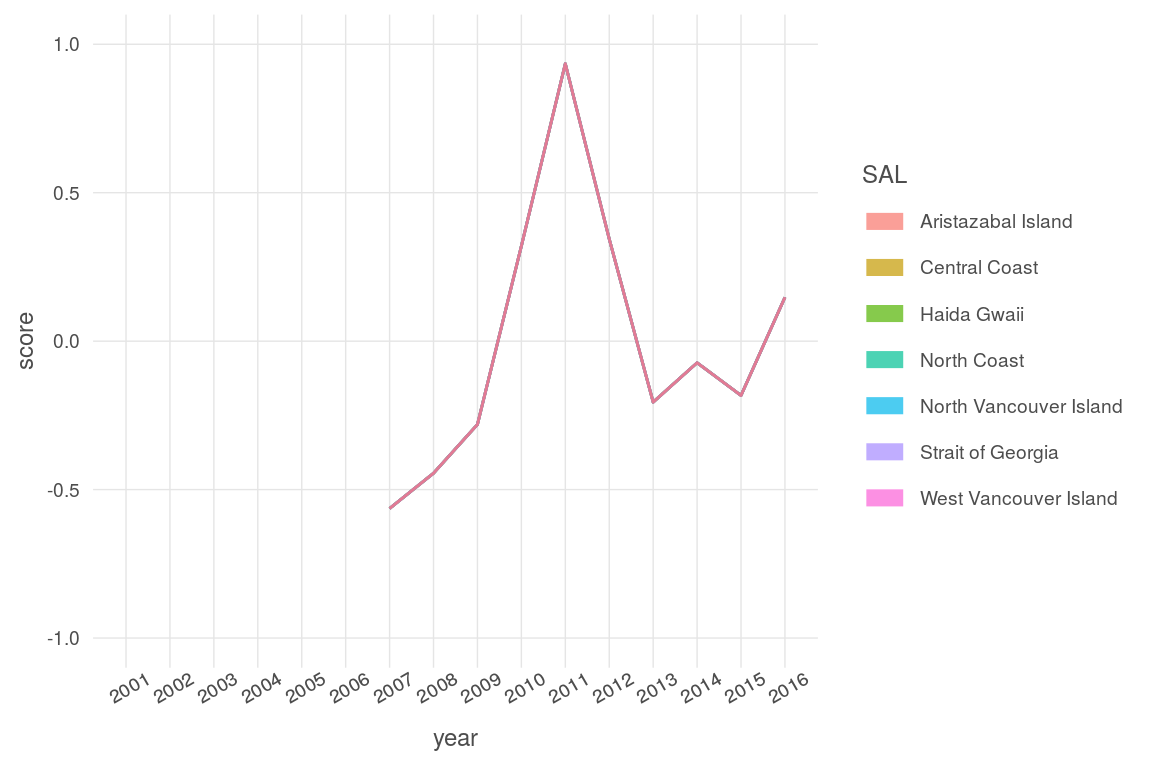 1.0
0.5
0.0
-0.5
-1.0
score
2001 2002 2003 2004 2005 2006 2007 2008 2009 2010 2011 2012 2013 2014 2015 2016
year
SAL
Aristazabal Island
Central Coast
Haida Gwaii
North Coast
North Vancouver Island
Strait of Georgia
West Vancouver Island